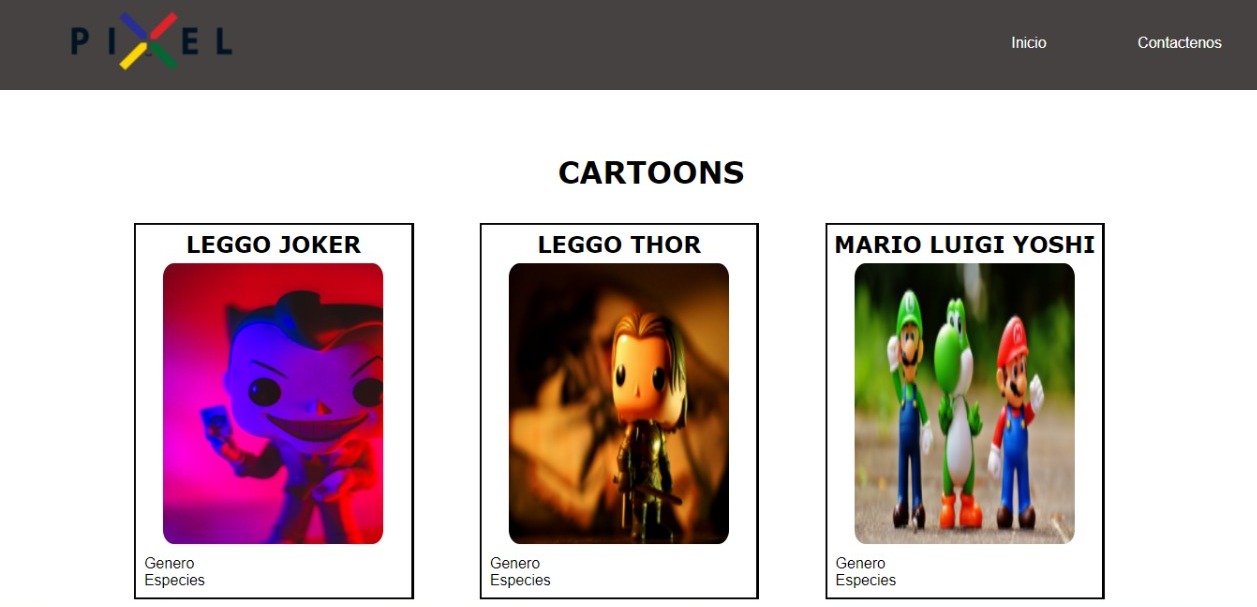 PIXEL
Inicio
Contactenos
CARTOONS
LEGGO JOKER
LEGGO THOR
MARIO LUIGI YOSHI
Genero
Especies
Genero
Especies
Genero
Especies